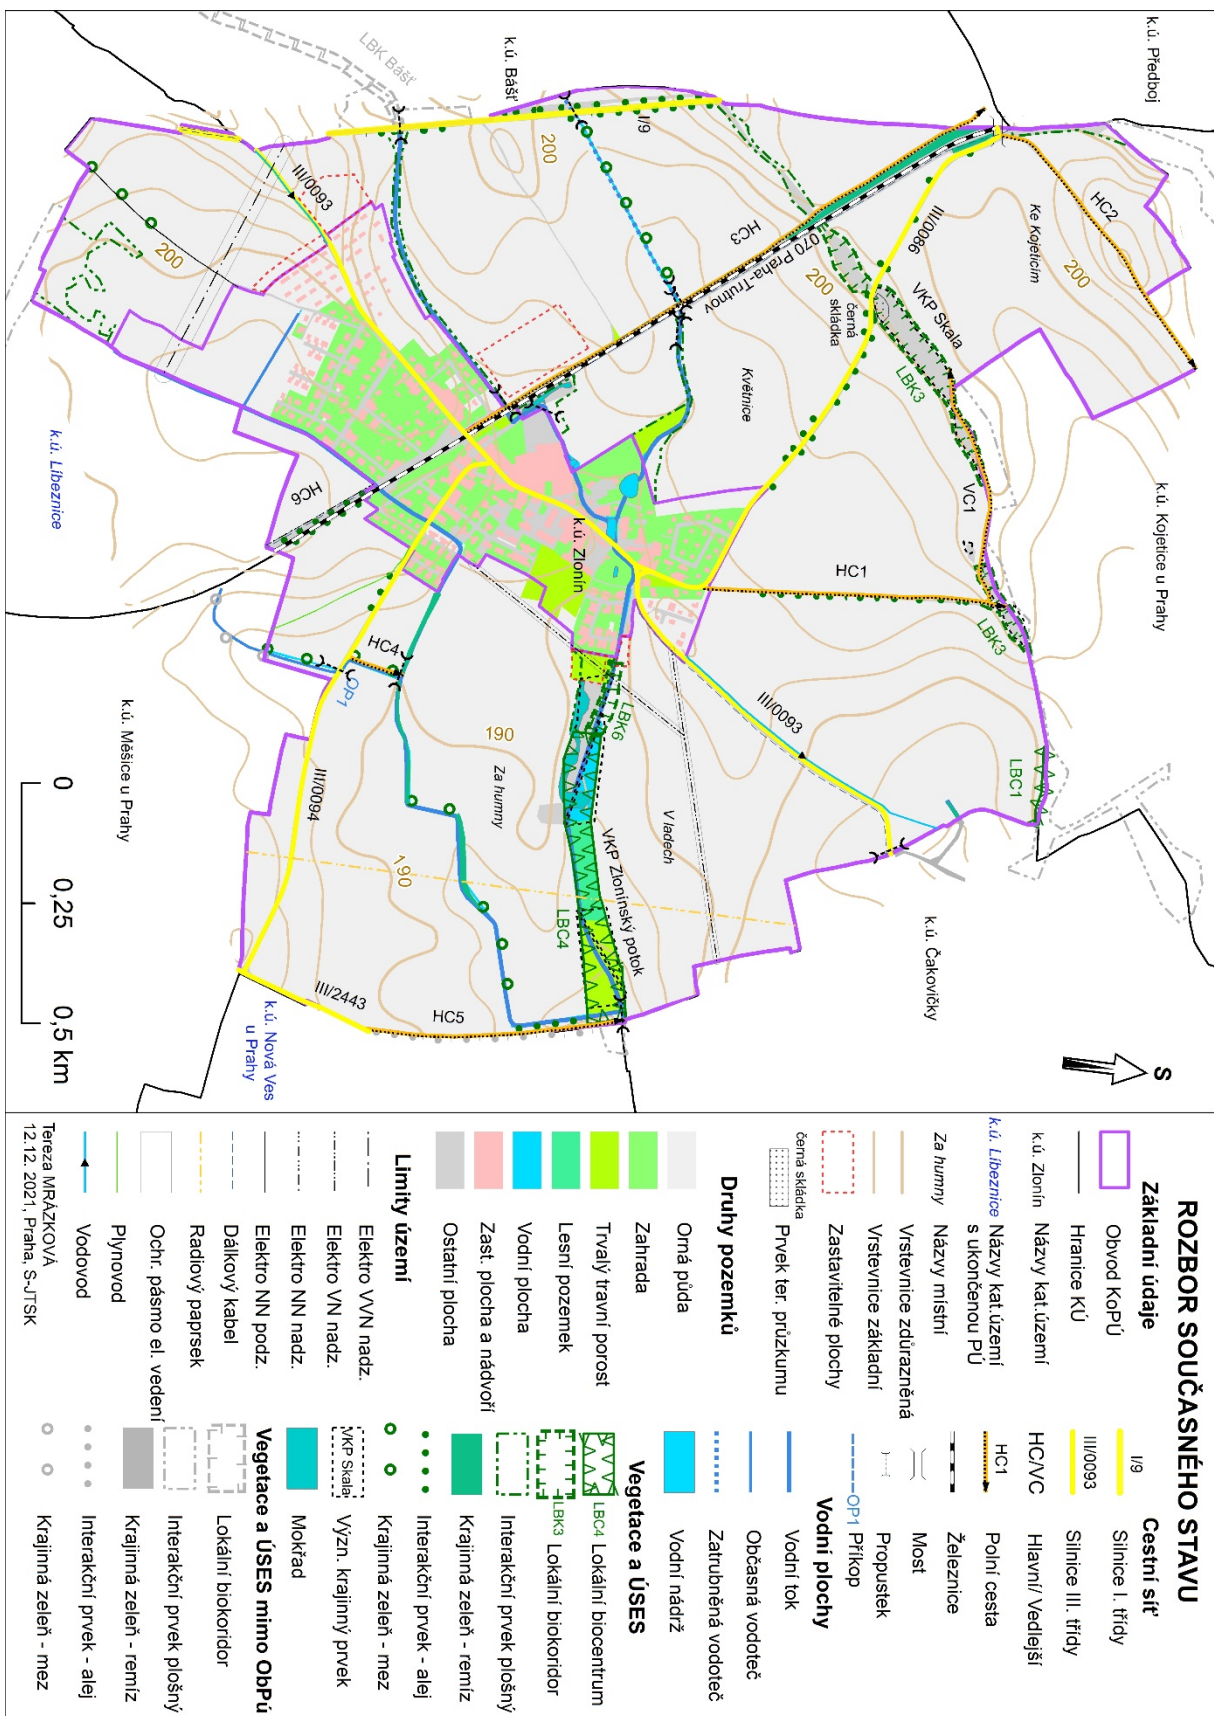 k.ú. Předboj
k.ú. Bášť
LBK Bášť
I/9
200
HC2
Ke Kojeticím
200
III/0086
HC3
070 Praha-Trutnov
200
černá
skládka
VKP Skala
LBK3
III/0093
200
Květnice
VC1
k.ú. Kojetice u Prahy
k.ú. Líbeznice
HC6
k.ú. Zlonín
HC1
LBK3
HC4
OP1
LBK6
III/0093
LBC1
190
Za humny
V ladech
III/0094
190
VKP Zlonínský potok
LBC4
k.ú. Měšice u Prahy
k.ú. Čakovičky
III/2443
HC5
k.ú. Nová Ves
u Prahy
0
0,25
0,5 km
S
ROZBOR SOUČASNÉHO STAVU
Základní údaje
Obvod KoPÚ
Hranice KÚ
k.ú. Zlonín Názvy kat.území
k.ú. Líbeznice Názvy kat.území
s ukončenou PÚ
Za humny Názvy místní
Vrstevnice zdůrazněná
Vrstevnice základní
Zastavitelné plochy
černá skládka Prvek ter. průzkumu
Druhy pozemků
Orná půda
Zahrada
Trvalý travní porost
Lesní pozemek
Vodní plocha
Zast. plocha a nádvoří
Ostatní plocha
Limity území
Elektro VVN nadz.
Elektro VN nadz.
Elektro NN nadz.
Elektro NN podz.
Dálkový kabel
Radiový paprsek
Ochr. pásmo el. vedení
Plynovod
Vodovod
Tereza MRÁZKOVÁ
12.12. 2021, Praha, S-JTSK
Cestní síť
I/9 Silnice I. třídy
III/0093 Silnice III. třídy
HC/VC Hlavní/ Vedlejší
HC1 Polní cesta
Železnice
Most
Propustek
OP1 Příkop
Vodní plochy
Vodní tok
Občasná vodoteč
Zatrubněná vodoteč
Vodní nádrž
Vegetace a ÚSES
LBC4 Lokální biocentrum
LBK3 Lokální biokoridor
Interakční prvek plošný
Krajinná zeleň - remíz
Interakční prvek - alej
Krajinná zeleň - mez
VKP Skala Význ. krajinný prvek
Mokřad
Vegetace a ÚSES mimo ObPú
Lokální biokoridor
Interakční prvek plošný
Krajinná zeleň - remíz
Interakční prvek - alej
Krajinná zeleň - mez